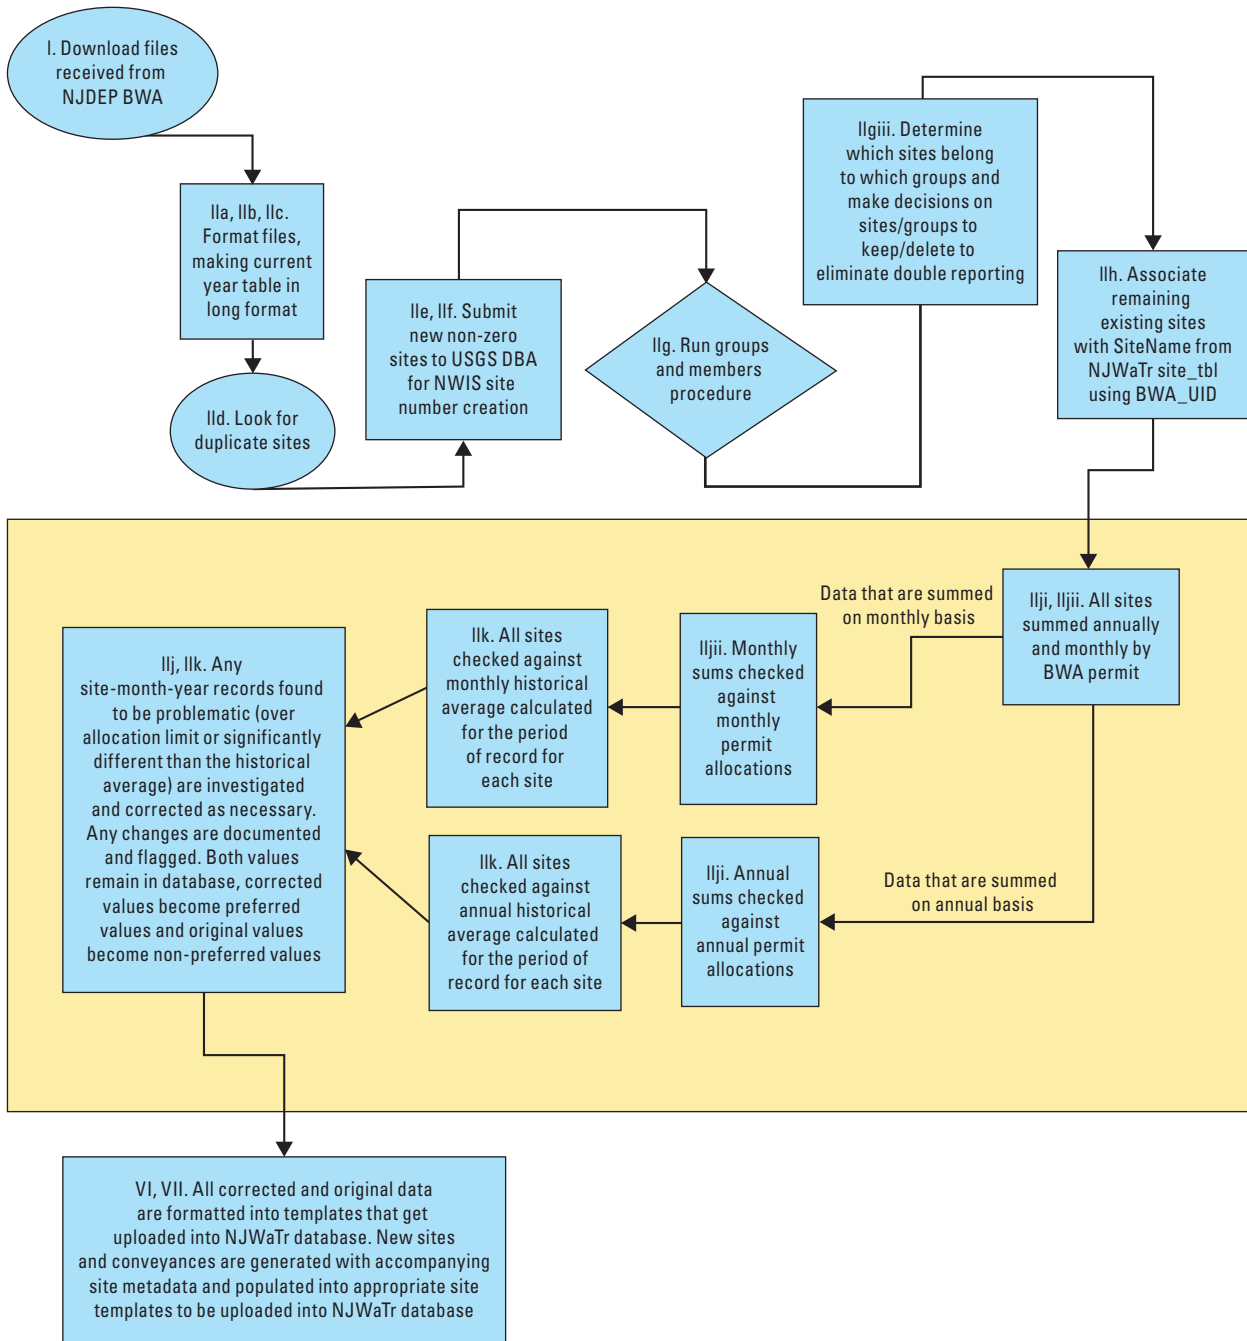 I. Download files
received from
NJDEP BWA
IIa, IIb, IIc.
Format files,
making current
year table in
long format
IId. Look for
duplicate sites
IIe, IIf. Submit
new non-zero
sites to USGS DBA
for NWIS site
number creation
IIg. Run groups
and members
procedure
IIgiii. Determine
which sites belong
to which groups and
make decisions on
sites/groups to
keep/delete to
eliminate double reporting
IIh. Associate
remaining
existing sites
with SiteName from
NJWaTr site_tbl
using BWA_UID
IIji, IIjii. All sites
summed annually
and monthly by
BWA permit
Data that are summed
on monthly basis
IIjii. Monthly
sums checked
against
monthly
permit
allocations
IIk. All sites
checked against
monthly historical
average calculated
for the period
of record for
each site
Data that are summed
on annual basis
IIji. Annual
sums checked
against
annual permit
allocations
IIk. All sites
checked against
annual historical
average calculated
for the period of
record for each site
IIj, IIk. Any
site-month-year records found
to be problematic (over
allocation limit or significantly
different than the historical
average) are investigated
and corrected as necessary.
Any changes are documented
and flagged. Both values
remain in database, corrected
values become preferred
values and original values
become non-preferred values
VI, VII. All corrected and original data
are formatted into templates that get
uploaded into NJWaTr database. New sites
and conveyances are generated with accompanying
site metadata and populated into appropriate site
templates to be uploaded into NJWaTr database